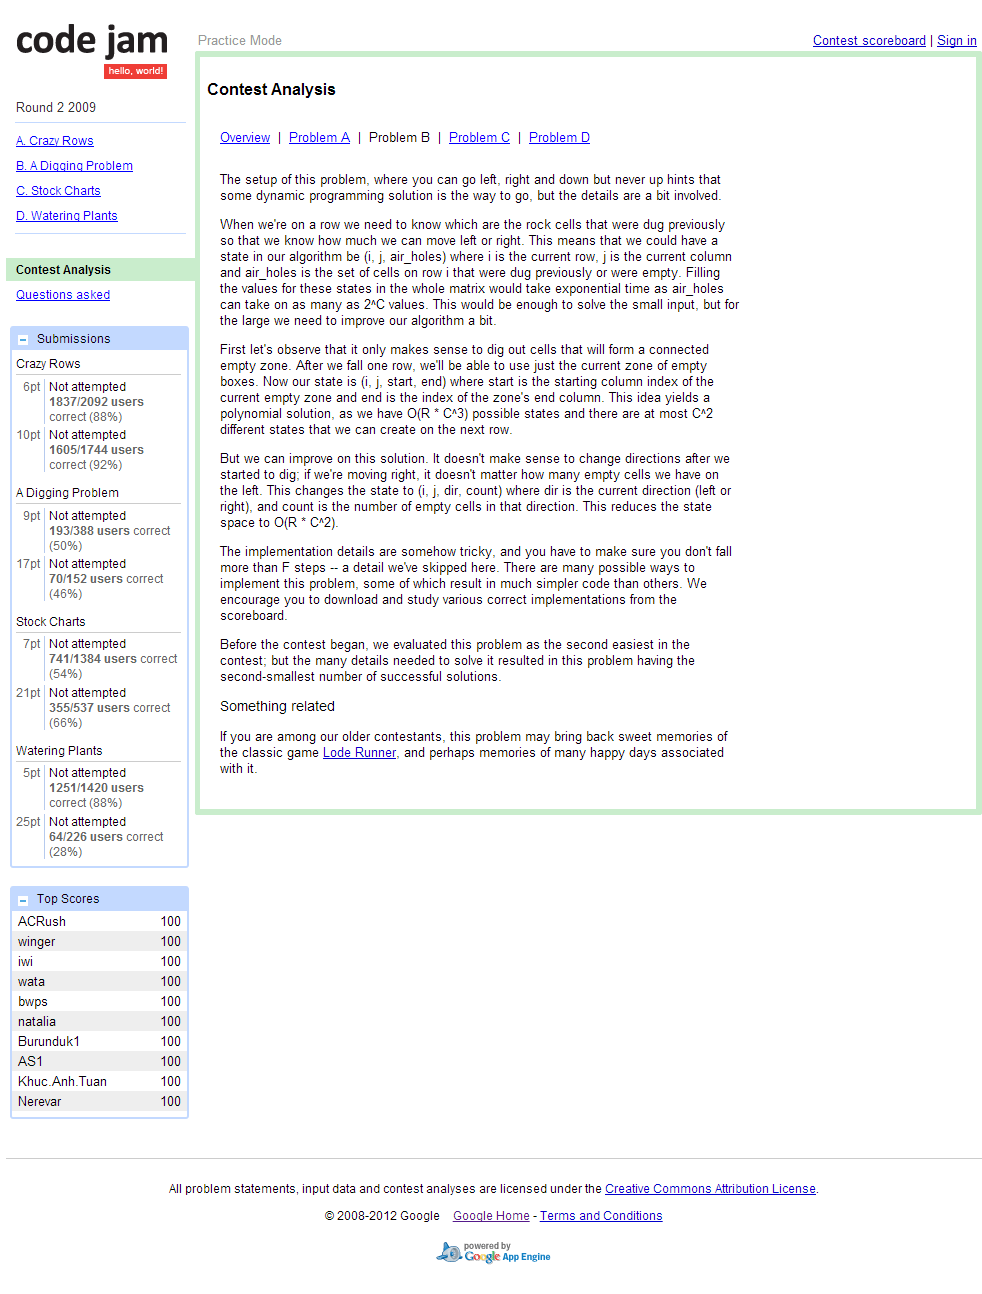 code jam
hello, world!
Practice Mode
Contest scoreboard | Sign in
Round 2 2009
A. Crazy Rows
B. A Digging Problem
C. Stock Charts
D. Watering Plants
Contest Analysis
Questions asked
Submissions
Crazy Rows
6pt Not attempted
1837/2092 users
correct (88%)
10pt Not attempted
1605/1744 users
correct (92%)
A Digging Problem
9pt Not attempted
193/388 users correct
(50%)
17pt Not attempted
70/152 users correct
(46%)
Stock Charts
7pt Not attempted
741/1384 users correct
(54%)
21pt Not attempted
355/537 users correct
(66%)
Watering Plants
5pt Not attempted
1251/1420 users
correct (88%)
25pt Not attempted
64/226 users correct
(28%)
Top Scores
ACRush 100
winger 100
iwi 100
wata 100
bwps 100
natalia 100
Burunduk1 100
AS1 100
Khuc.Anh.Tuan 100
Nerevar 100
Contest Analysis
Overview | Problem A | Problem B | Problem C | Problem D
The setup of this problem, where you can go left, right and down but never up hints that
some dynamic programming solution is the way to go, but the details are a bit involved.
When we're on a row we need to know which are the rock cells that were dug previously
so that we know how much we can move left or right. This means that we could have a
state in our algorithm be (i, j, air_holes) where i is the current row, j is the current column
and air_holes is the set of cells on row i that were dug previously or were empty. Filling
the values for these states in the whole matrix would take exponential time as air_holes
can take on as many as 2^C values. This would be enough to solve the small input, but for
the large we need to improve our algorithm a bit.
First let's observe that it only makes sense to dig out cells that will form a connected
empty zone. After we fall one row, we'll be able to use just the current zone of empty
boxes. Now our state is (i, j, start, end) where start is the starting column index of the
current empty zone and end is the index of the zone's end column. This idea yields a
polynomial solution, as we have O(R * C^3) possible states and there are at most C^2
different states that we can create on the next row.
But we can improve on this solution. It doesn't make sense to change directions after we
started to dig; if we're moving right, it doesn't matter how many empty cells we have on
the left. This changes the state to (i, j, dir, count) where dir is the current direction (left or
right), and count is the number of empty cells in that direction. This reduces the state
space to O(R * C^2).
The implementation details are somehow tricky, and you have to make sure you don't fall
more than F steps -- a detail we've skipped here. There are many possible ways to
implement this problem, some of which result in much simpler code than others. We
encourage you to download and study various correct implementations from the
scoreboard.
Before the contest began, we evaluated this problem as the second easiest in the
contest; but the many details needed to solve it resulted in this problem having the
second-smallest number of successful solutions.
Something related
If you are among our older contestants, this problem may bring back sweet memories of
the classic game Lode Runner, and perhaps memories of many happy days associated
with it.
All problem statements, input data and contest analyses are licensed under the Creative Commons Attribution License.
© 2008-2012 Google Google Home - Terms and Conditions
powered by
Google App Engine